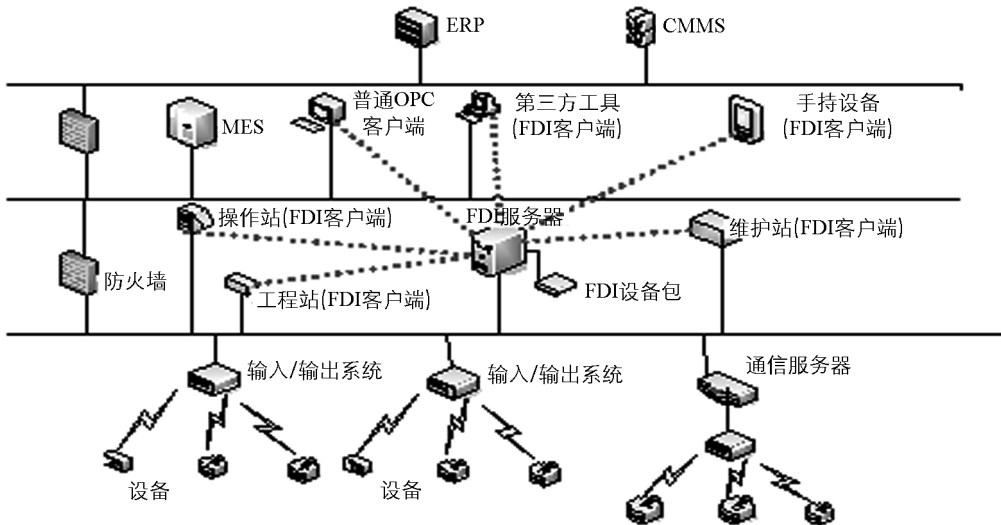 ERP
CMMS
MES
普通OPC
客户端
第三方工具
(FDI客户端)
手持设备
(FDI客户端)
操作站(FDI客户端)
FDI服务器
维护站(FDI客户端)
防火墙
工程站(FDI客户端)
FDI设备包
输入/输出系统
输入/输出系统
通信服务器
设备
设备